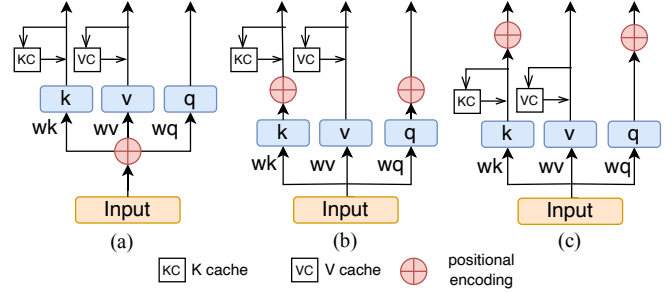 KC VC KC VC
k v q
wk wv wq
Input
(a)
k v q
wk wv wq
Input
(b)
KC VC
k v q
wk wv wq
Input
(c)
KC K cache VC V cache positional
encoding